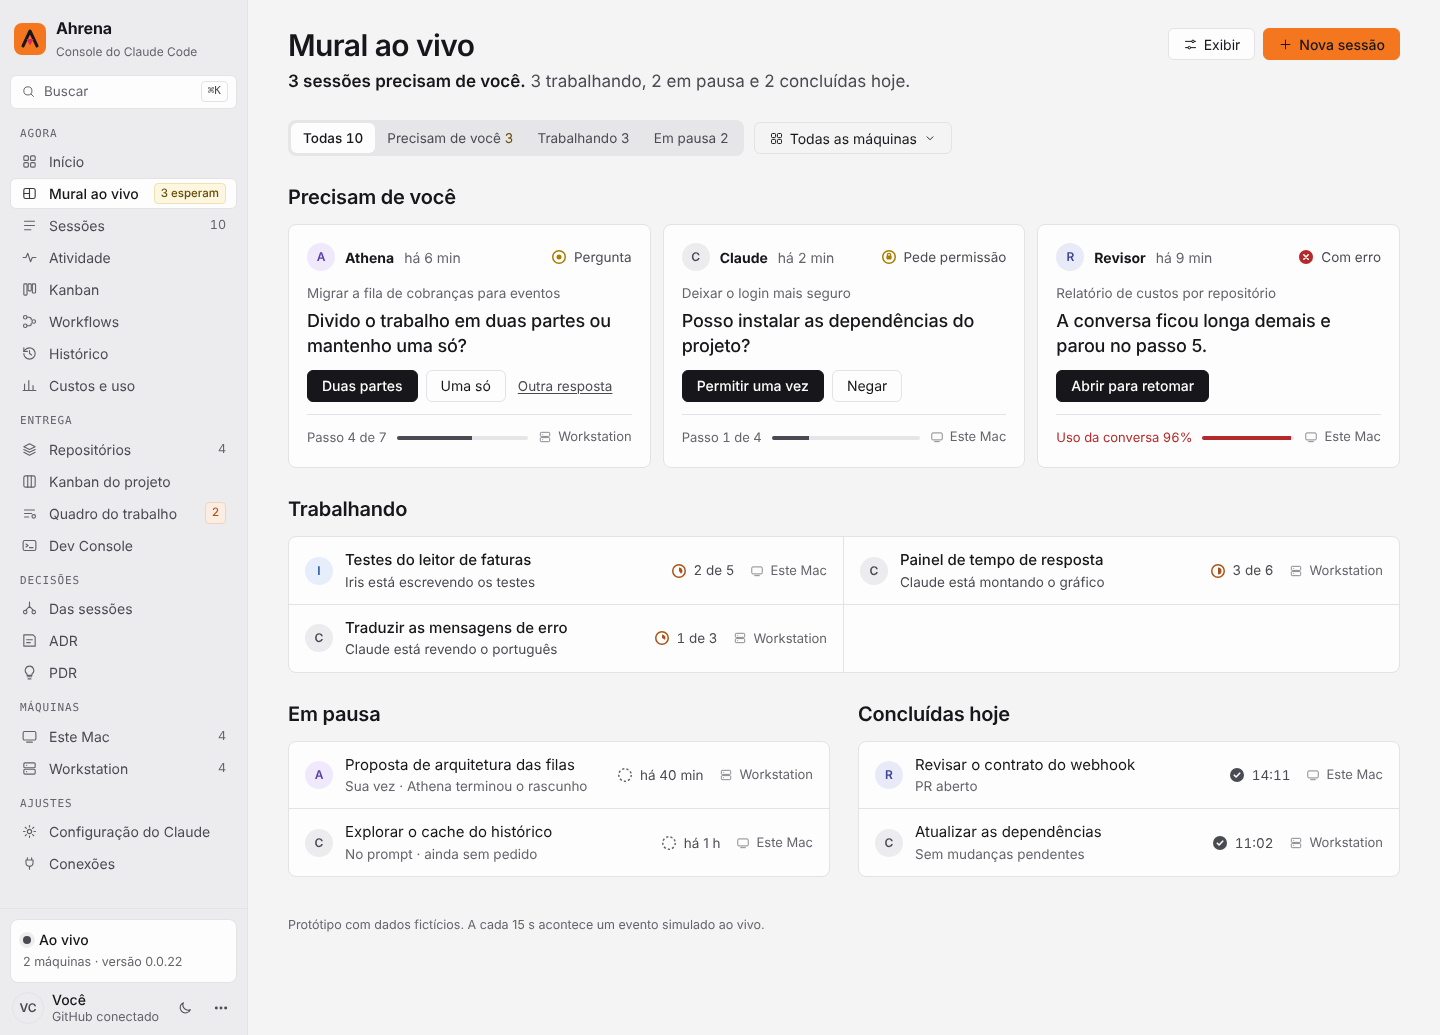 Ahrena
Console do Claude Code
Buscar
⌘K
AGORA
Início
Mural ao vivo 3 esperam
Sessões 10
Atividade
Kanban
Workflows
Histórico
Custos e uso
ENTREGA
Repositórios 4
Kanban do projeto
Quadro do trabalho 2
Dev Console
DECISÕES
Das sessões
ADR
PDR
MÁQUINAS
Este Mac 4
Workstation 4
AJUSTES
Configuração do Claude
Conexões
Ao vivo
2 máquinas · versão 0.0.22
VC
Você
GitHub conectado
Mural ao vivo
Exibir
Nova sessão
3 sessões precisam de você. 3 trabalhando, 2 em pausa e 2 concluídas hoje.
Todas 10 Precisam de você 3 Trabalhando 3 Em pausa 2
Todas as máquinas
Precisam de você
A Athena há 6 min Pergunta
Migrar a fila de cobranças para eventos
Divido o trabalho em duas partes ou
mantenho uma só?
Duas partes Uma só Outra resposta
Passo 4 de 7 Workstation
C Claude há 2 min Pede permissão
Deixar o login mais seguro
Posso instalar as dependências do
projeto?
Permitir uma vez Negar
Passo 1 de 4 Este Mac
R Revisor há 9 min Com erro
Relatório de custos por repositório
A conversa ficou longa demais e
parou no passo 5.
Abrir para retomar
Uso da conversa 96% Este Mac
Trabalhando
I
Testes do leitor de faturas
Iris está escrevendo os testes
2 de 5 Este Mac
C
Painel de tempo de resposta
Claude está montando o gráfico
3 de 6 Workstation
C
Traduzir as mensagens de erro
Claude está revendo o português
1 de 3 Workstation
Em pausa
A
Proposta de arquitetura das filas
Sua vez · Athena terminou o rascunho
há 40 min Workstation
C
Explorar o cache do histórico
No prompt · ainda sem pedido
há 1 h Este Mac
Concluídas hoje
R
Revisar o contrato do webhook
PR aberto
14:11 Este Mac
C
Atualizar as dependências
Sem mudanças pendentes
11:02 Workstation
Protótipo com dados fictícios. A cada 15 s acontece um evento simulado ao vivo.